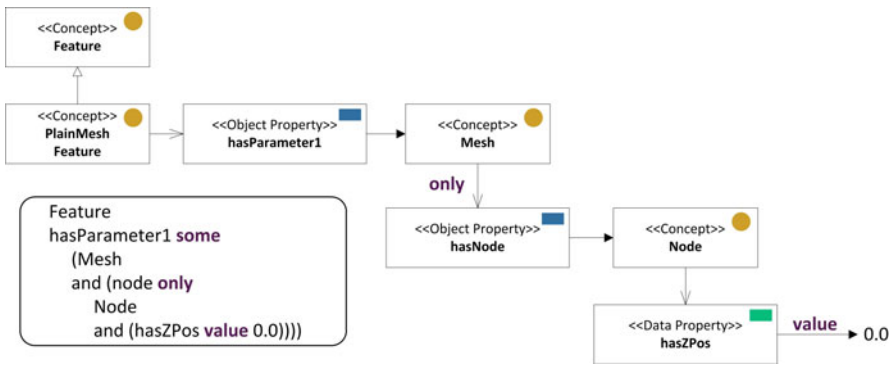 <<Concept>>
Feature
<<Concept>>
PlainMesh
Feature
<<Object Property>>
hasParameter1
<<Concept>>
Mesh
only
<<Object Property>>
hasNode
<<Concept>>
Node
<<Data Property>>
hasZPos
value
0.0
Feature
hasParameter1 some
(Mesh
and (node only
Node
and (hasZPos value 0.0))))